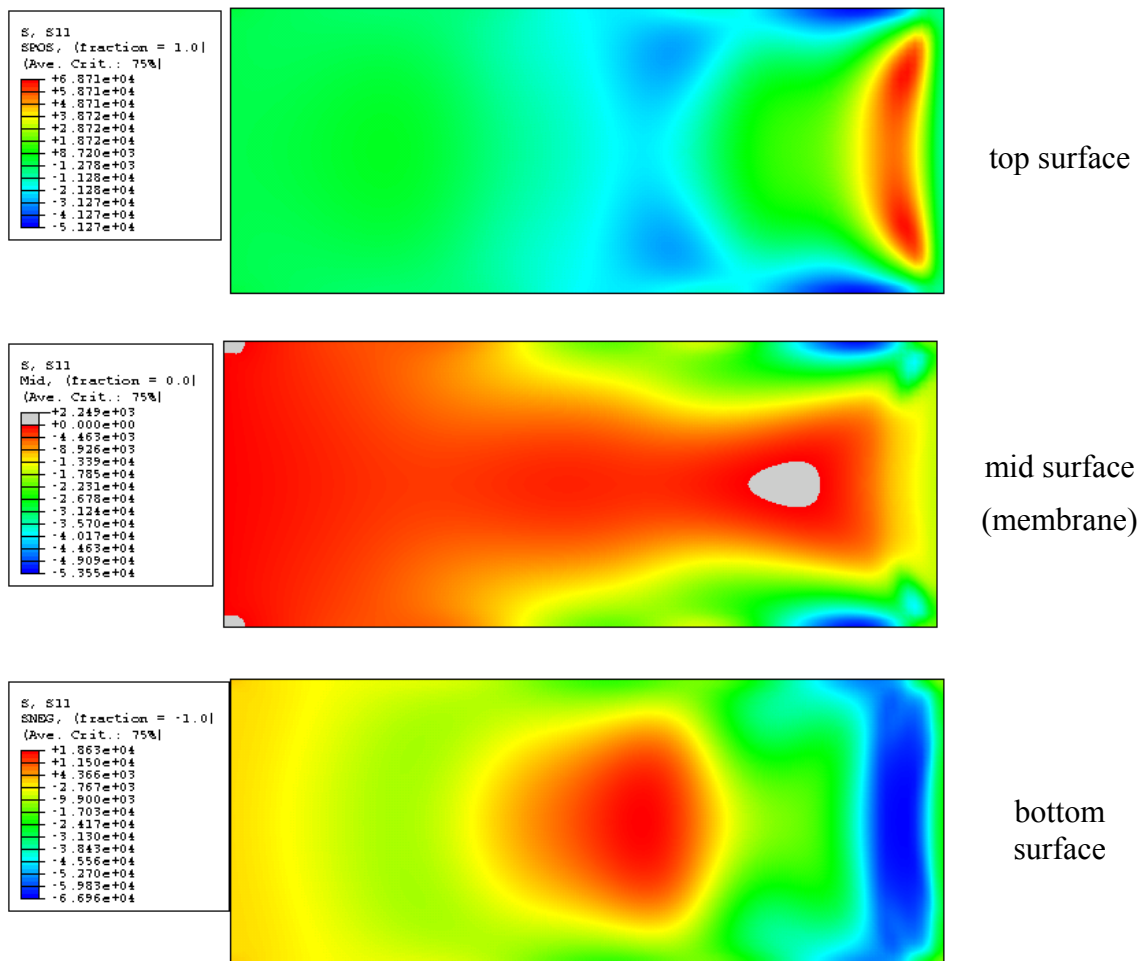 S, S11
SPOS, (fraction = 1.0|
(Ave. Crit.: 75%|
+6.871e+04
+5.871e+04
+4.871e+04
+3.872e+04
+2.872e+04
+1.872e+04
+8.720e+03
-1.278e+03
-1.128e+04
-2.128e+04
-3.127e+04
-4.127e+04
-5.127e+04
top surface
S, S11
Mid, (fraction = 0.0|
(Ave. Crit.: 75%|
+2.249e+03
+0.000e+00
-4.463e+03
-8.926e+03
-1.339e+04
-1.785e+04
-2.231e+04
-2.678e+04
-3.124e+04
-3.570e+04
-4.017e+04
-4.463e+04
-4.909e+04
-5.355e+04
mid surface
(membrane)
S, S11
SNEG, (fraction = -1.0|
(Ave. Crit.: 75%|
+1.863e+04
+1.150e+04
+4.366e+03
-2.767e+03
-9.900e+03
-1.703e+04
-2.417e+04
-3.130e+04
-3.843e+04
-4.556e+04
-5.270e+04
-5.983e+04
-6.696e+04
bottom
surface